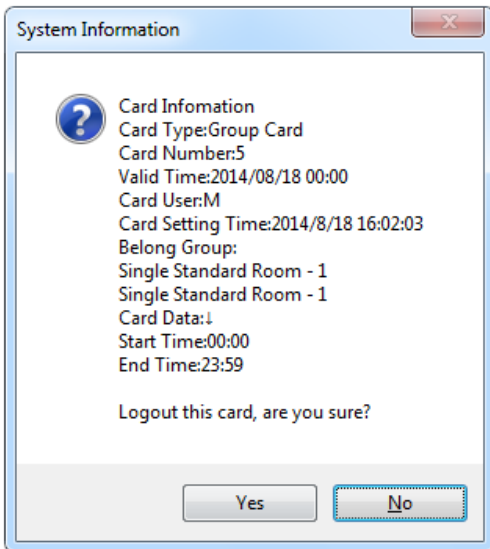 System Information
Card Infomation
Card Type:Group Card
Card Number:5
Valid Time:2014/08/18 00:00
Card User:M
Card Setting Time:2014/8/18 16:02:03
Belong Group:
Single Standard Room - 1
Single Standard Room - 1
Card Data:↓
Start Time:00:00
End Time:23:59
Logout this card, are you sure?
Yes No